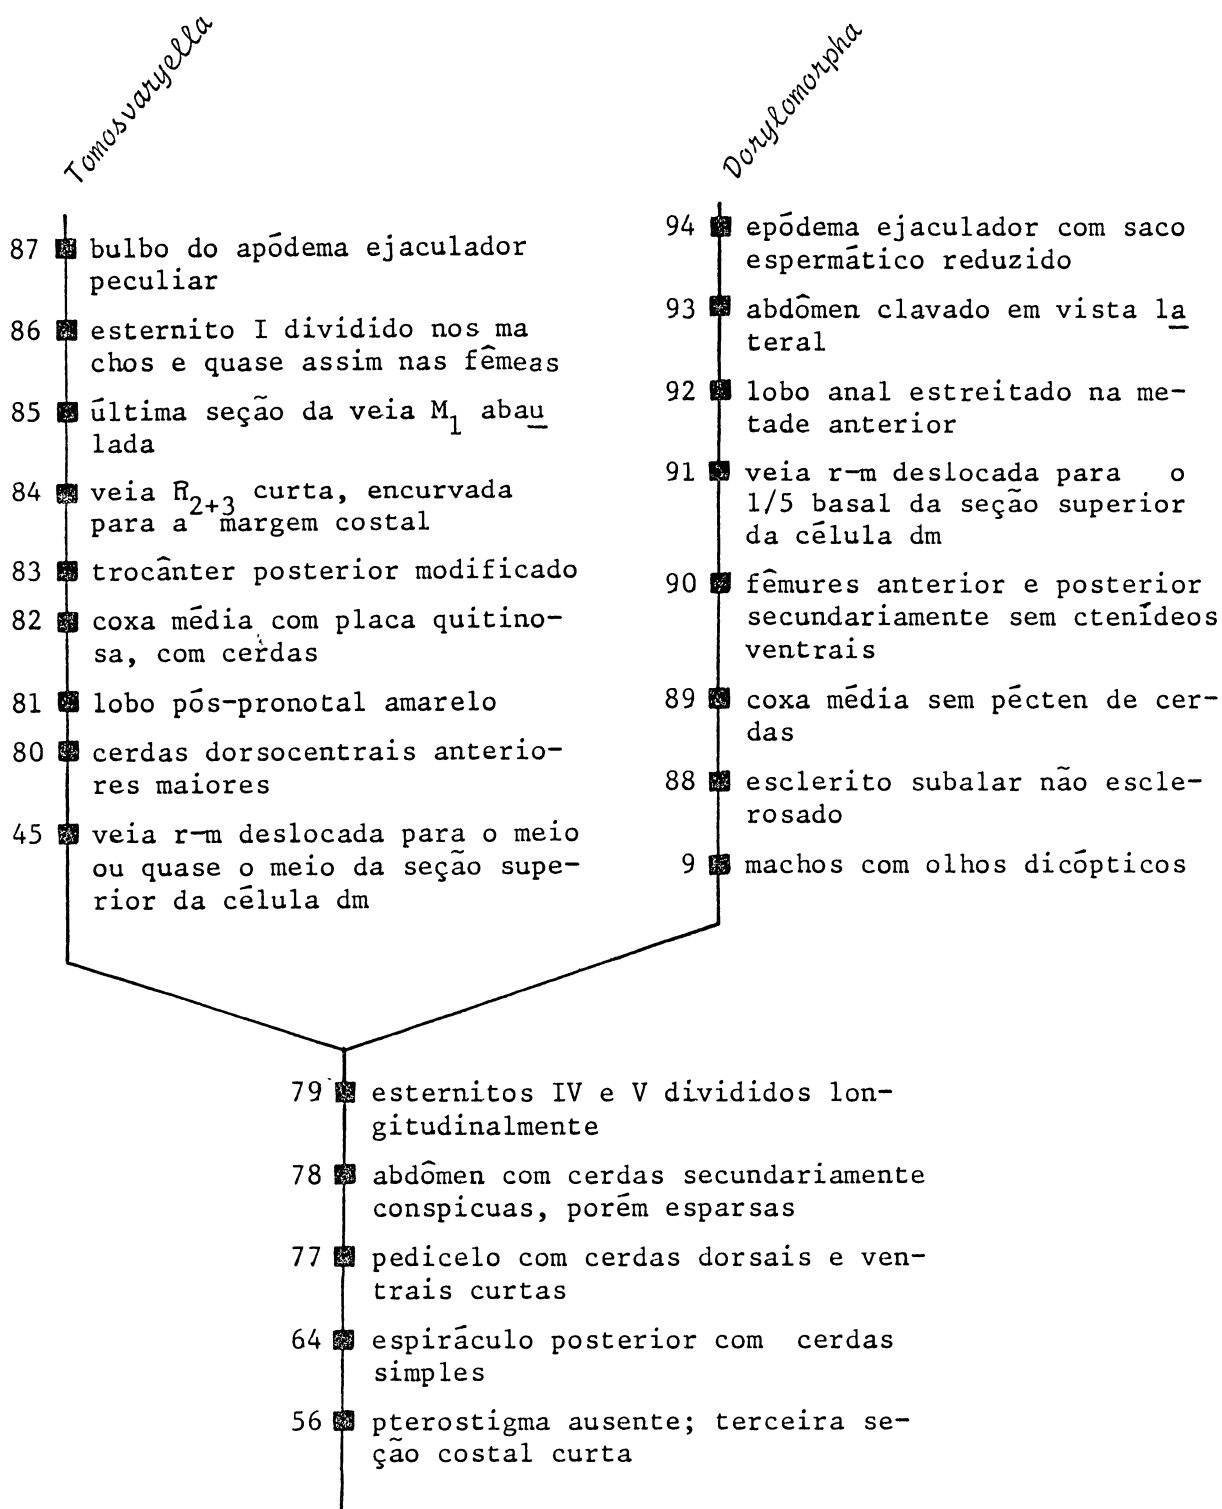 Tomosvaryella
87 bulbo do apódema ejaculador
peculiar
86 esternito I dividido nos ma
chos e quase assim nas fêmeas
85 última seção da veia M1 abau
lada
84 veia R2+3 curta, encurvada
para a margem costal
83 trocânter posterior modificado
82 coxa média com placa quitino-
sa, com cerdas
81 lobo pós-pronotal amarelo
80 cerdas dorsocentrais anterio-
res maiores
45 veia r-m deslocada para o meio
ou quase o meio da seção supe-
rior da célula dm
Dorylomorpha
94 epódema ejaculador com saco
espermático reduzido
93 abdômen clavado em vista la
teral
92 lobo anal estreitado na me-
tade anterior
91 veia r-m deslocada para o
1/5 basal da seção superior
da célula dm
90 fêmures anterior e posterior
secundariamente sem ctenídeos
ventrais
89 coxa média sem pécten de cer-
das
88 esclerito subalar não escle-
rosado
9 machos com olhos dicópticos
79 esternitos IV e V divididos lon-
gitudinalmente
78 abdômen com cerdas secundariamente
conspicuas, porém esparsas
77 pedicelo com cerdas dorsais e ven-
trais curtas
64 espiráculo posterior com cerdas
simples
56 pterostigma ausente; terceira se-
ção costal curta